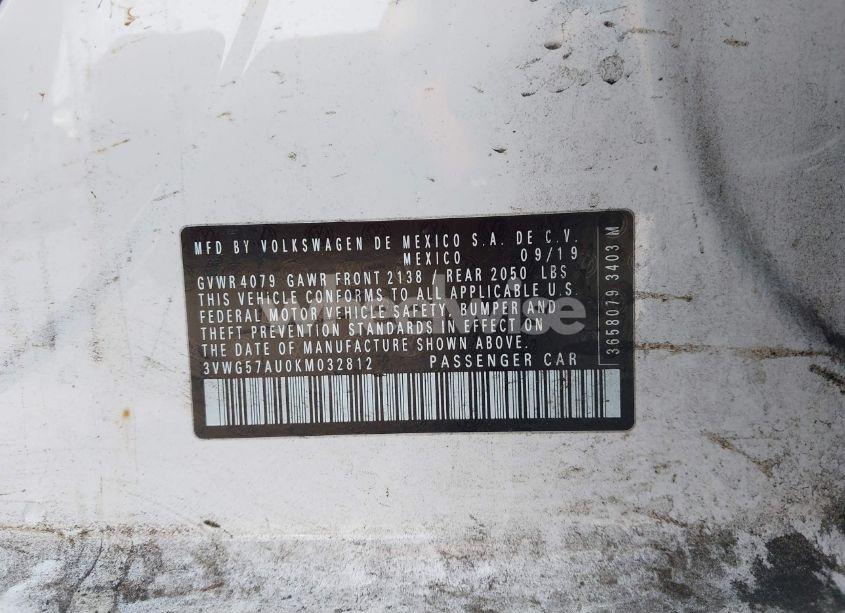 MFD BY VOLKSWAGEN DE MEXICO S.A. DE C.V.
MEXICO 09/19
GVWR 4079 GAWR FRONT 2138 / REAR 2050 LBS
THIS VEHICLE CONFORMS TO ALL APPLICABLE U.S.
FEDERAL MOTOR VEHICLE SAFETY, BUMPER AND
THEFT PREVENTION STANDARDS IN EFFECT ON
THE DATE OF MANUFACTURE SHOWN ABOVE.
3VWG57AU0KM032812 PASSENGER CAR
3658079 3403 M